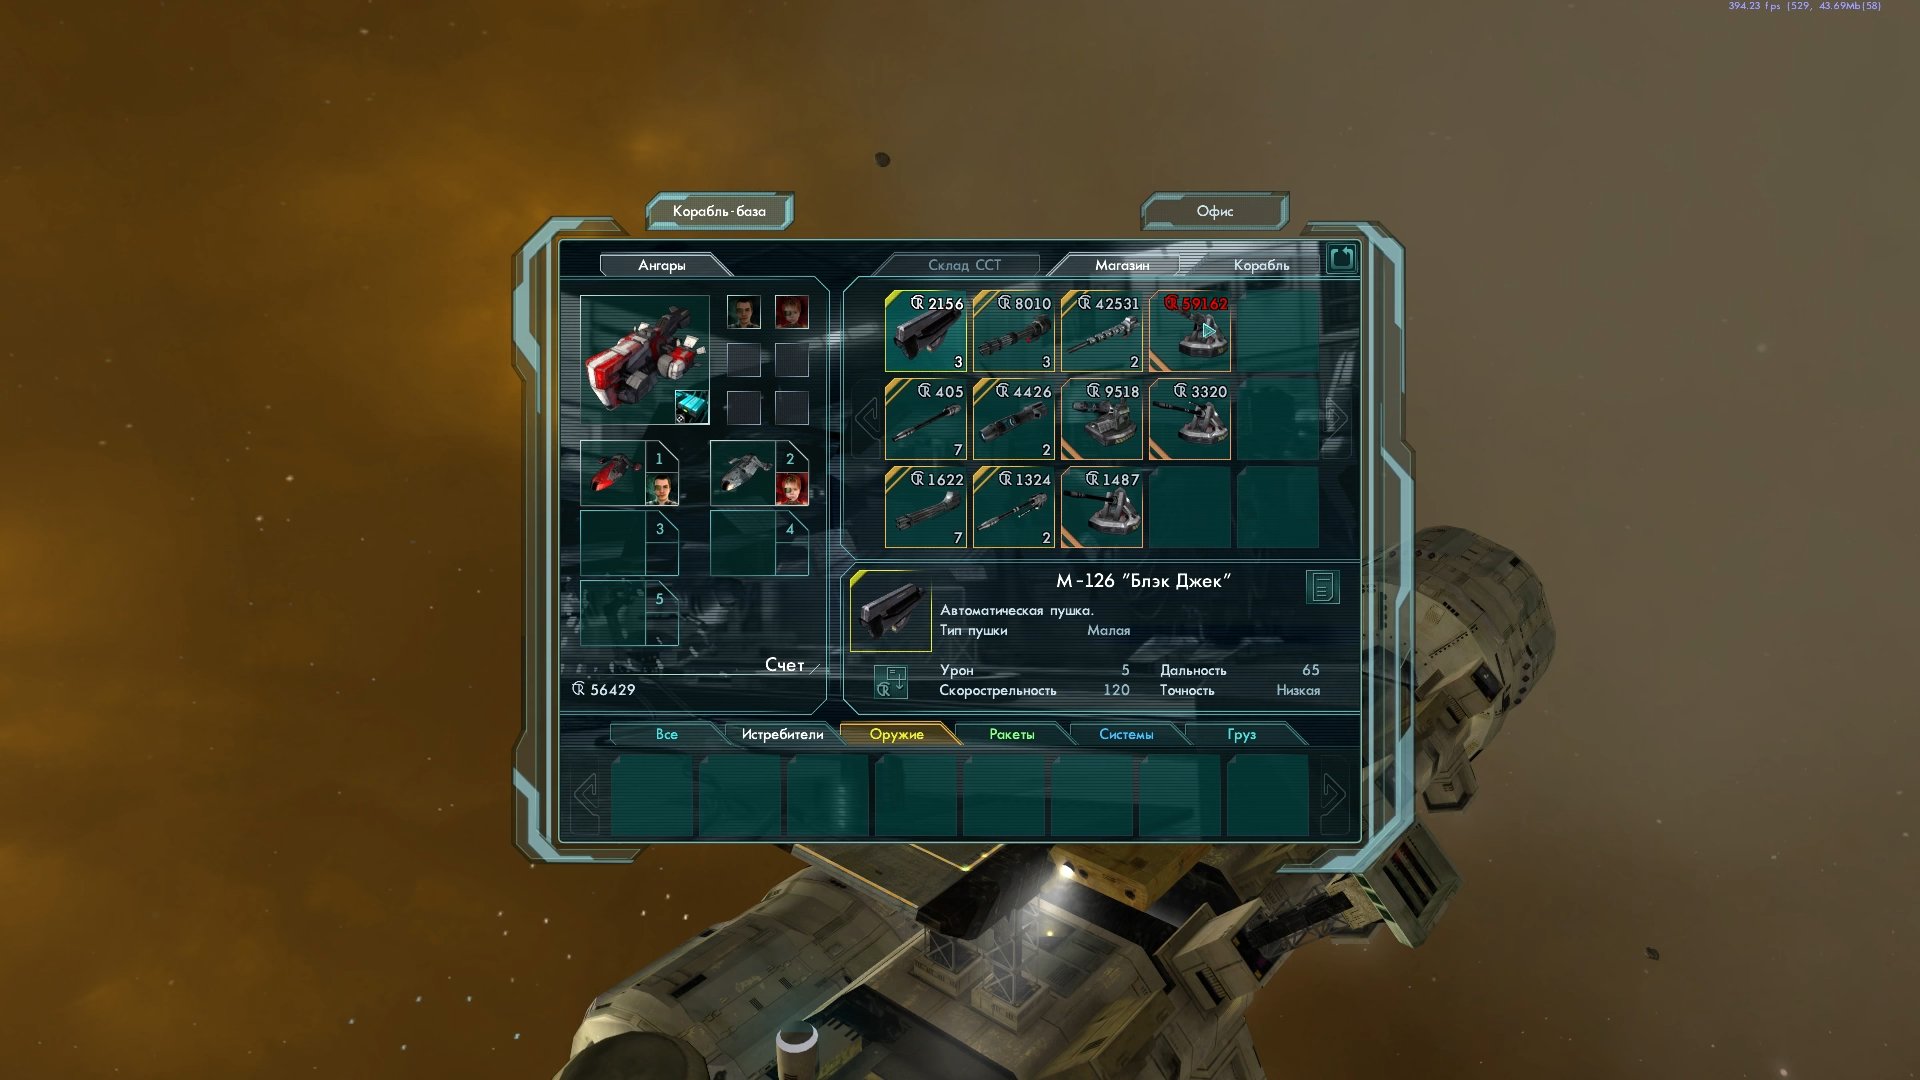 394.23 fps (529, 43.69Mb(58)
Корабль-база
Офис
Ангары
Склад ССТ
Магазин
Корабль
2156
8010
42531
59162
3
3
2
405
4426
9518
3320
7
2
1622
1324
1487
7
2
1
2
3
4
5
Счет
56429
М-126 "Блэк Джек"
Автоматическая пушка.
Тип пушки Малая
Урон 5 Дальность 65
Скорострельность 120 Точность Низкая
Все
Истребители
Оружие
Ракеты
Системы
Груз